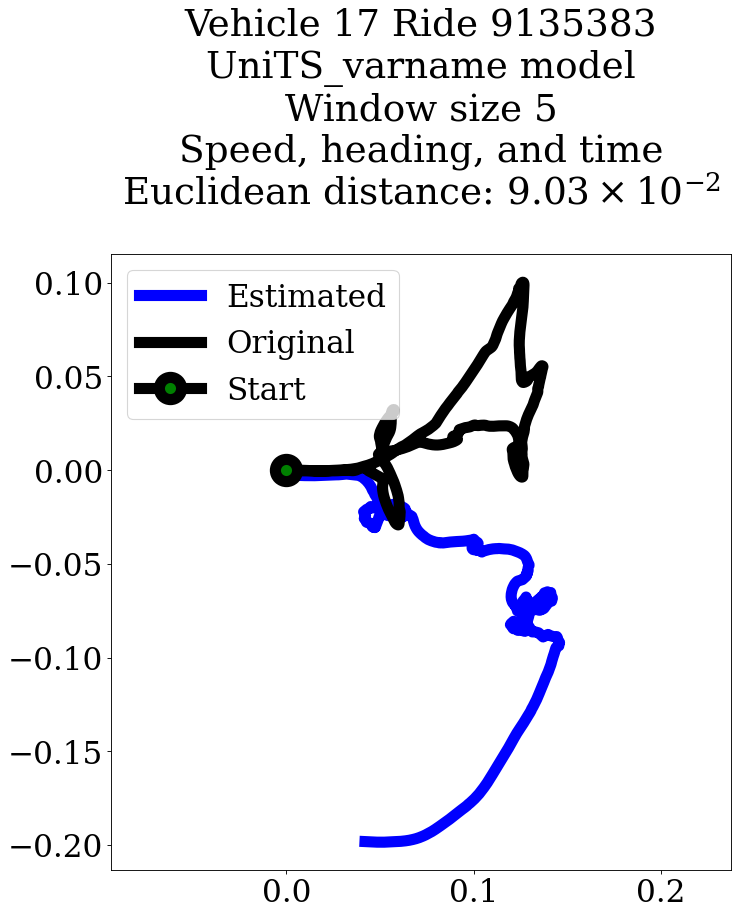 Vehicle 17 Ride 9135383
UniTS_varname model
Window size 5
Speed, heading, and time
Euclidean distance: 9.03 × 10⁻²
Estimated
Original
Start
0.10
0.05
0.00
−0.05
−0.10
−0.15
−0.20
0.0 0.1 0.2